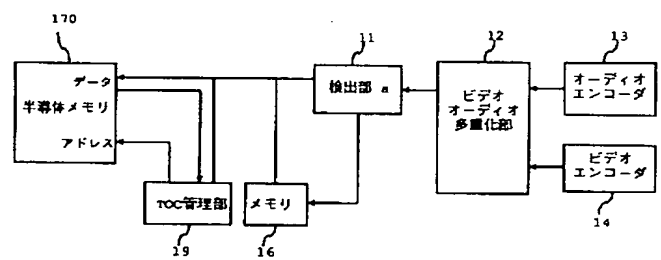 170
11
12
13
データ
半導体メモリ
アドレス
検出部 a
ビデオ
オーディオ
多重化部
オーディオ
エンコーダ
ビデオ
エンコーダ
TOC管理部
メモリ
19
16
14